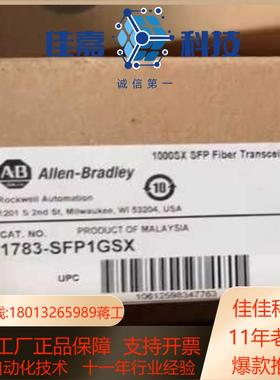 佳嘉 科技
诚信第一
1000SX SFP Fiber Transcei
AB Allen-Bradley
Rockwell Automation
1201 S 2nd St, Milwaukee, WI 53204, USA
10
CAT. NO.
PRODUCT OF MALAYSIA
1783-SFP1GSX
UPC
10612598347763
线:18013265989蒋工
工厂正品保障 支持开票
自动化技术 十一年行业经验
佳佳科
11年老
爆款推